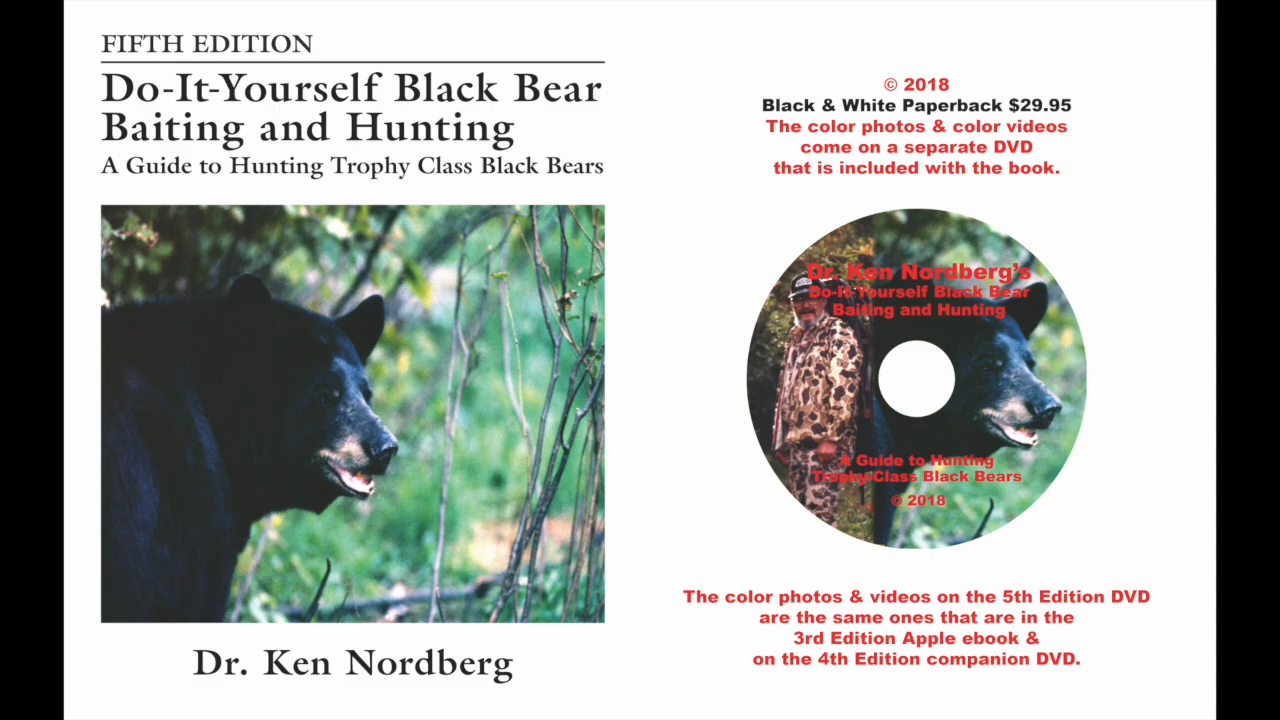 FIFTH EDITION
Do-It-Yourself Black Bear
Baiting and Hunting
A Guide to Hunting Trophy Class Black Bears
Dr. Ken Nordberg
© 2018
Black & White Paperback $29.95
The color photos & color videos
come on a separate DVD
that is included with the book.
Dr. Ken Nordberg's
Do-It-Yourself Black Bear
Baiting and Hunting
A Guide to Hunting
Trophy Class Black Bears
© 2018
The color photos & videos on the 5th Edition DVD
are the same ones that are in the
3rd Edition Apple ebook &
on the 4th Edition companion DVD.